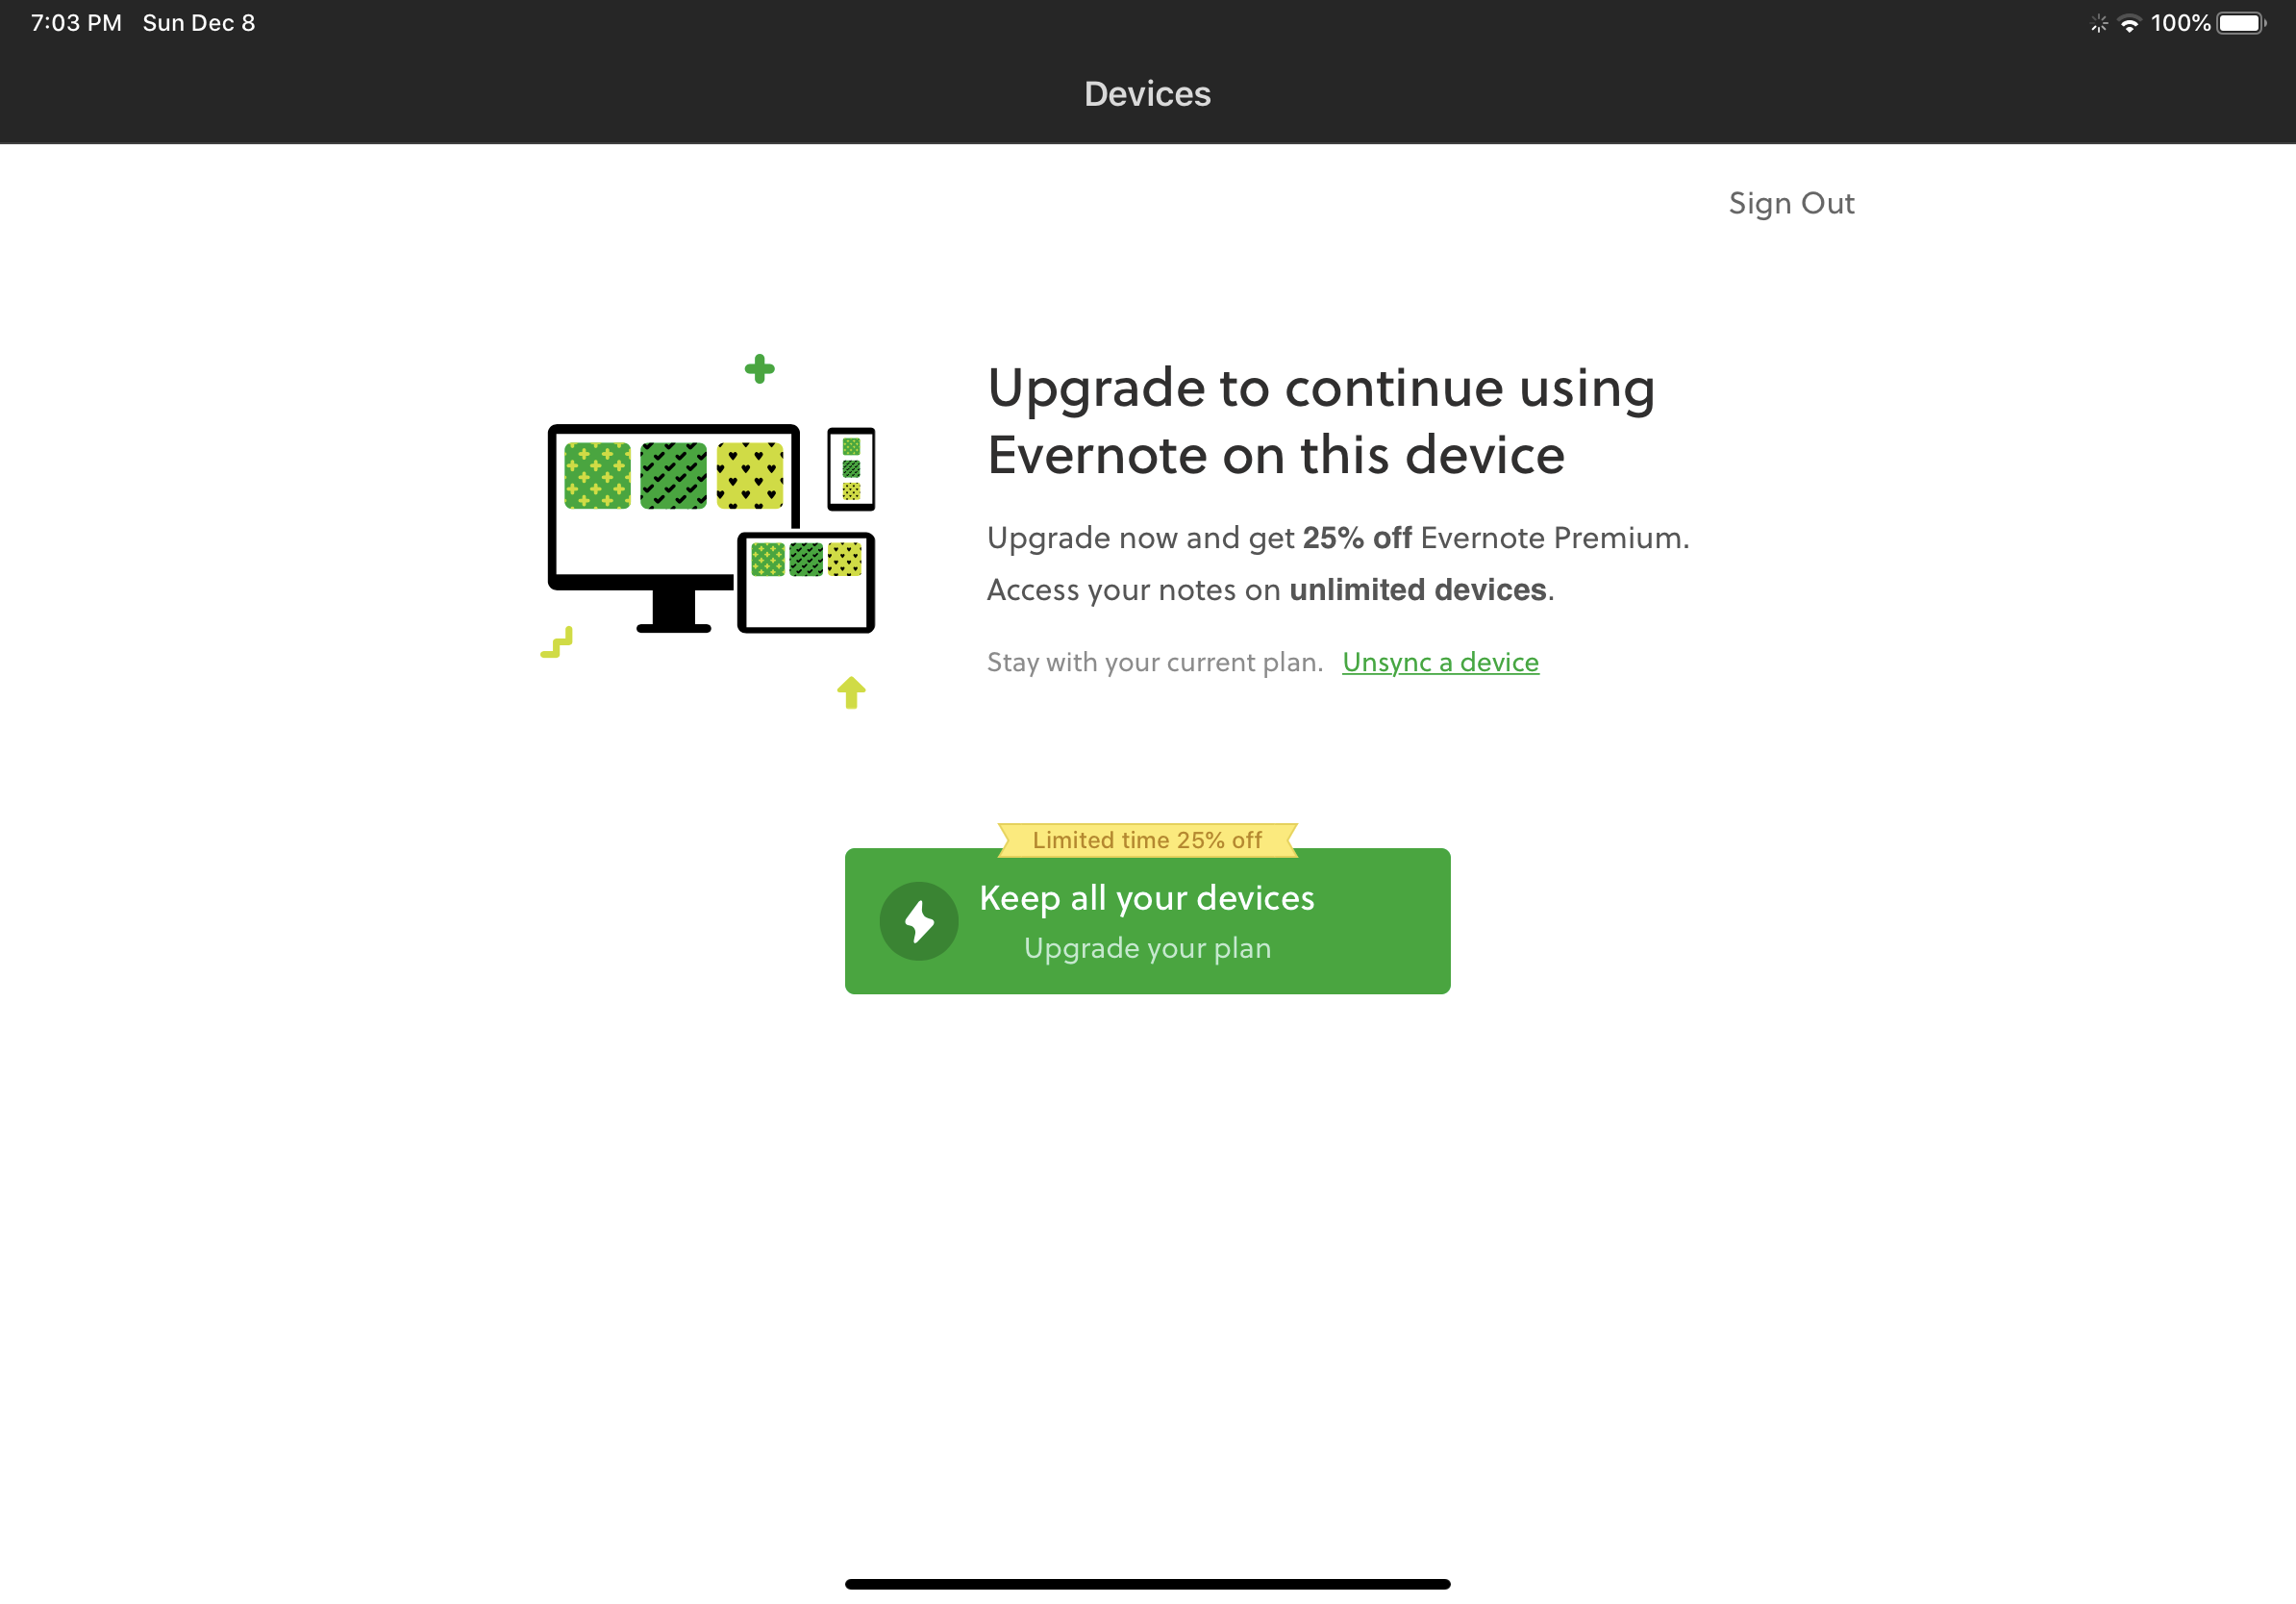 7:03 PM Sun Dec 8
100%
Devices
Sign Out
Upgrade to continue using
Evernote on this device
Upgrade now and get 25% off Evernote Premium.
Access your notes on unlimited devices.
Stay with your current plan. Unsync a device
Limited time 25% off
Keep all your devices
Upgrade your plan